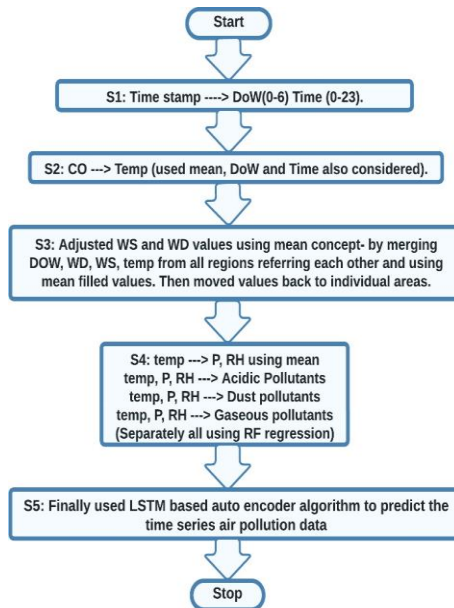 Start
S1: Time stamp ----> DoW(0-6) Time (0-23).
S2: CO ---> Temp (used mean, DoW and Time also considered).
S3: Adjusted WS and WD values using mean concept- by merging
DOW, WD, WS, temp from all regions referring each other and using
mean filled values. Then moved values back to individual areas.
S4: temp ---> P, RH using mean
temp, P, RH ---> Acidic Pollutants
temp, P, RH ---> Dust pollutants
temp, P, RH ---> Gaseous pollutants
(Separately all using RF regression)
S5: Finally used LSTM based auto encoder algorithm to predict the
time series air pollution data
Stop